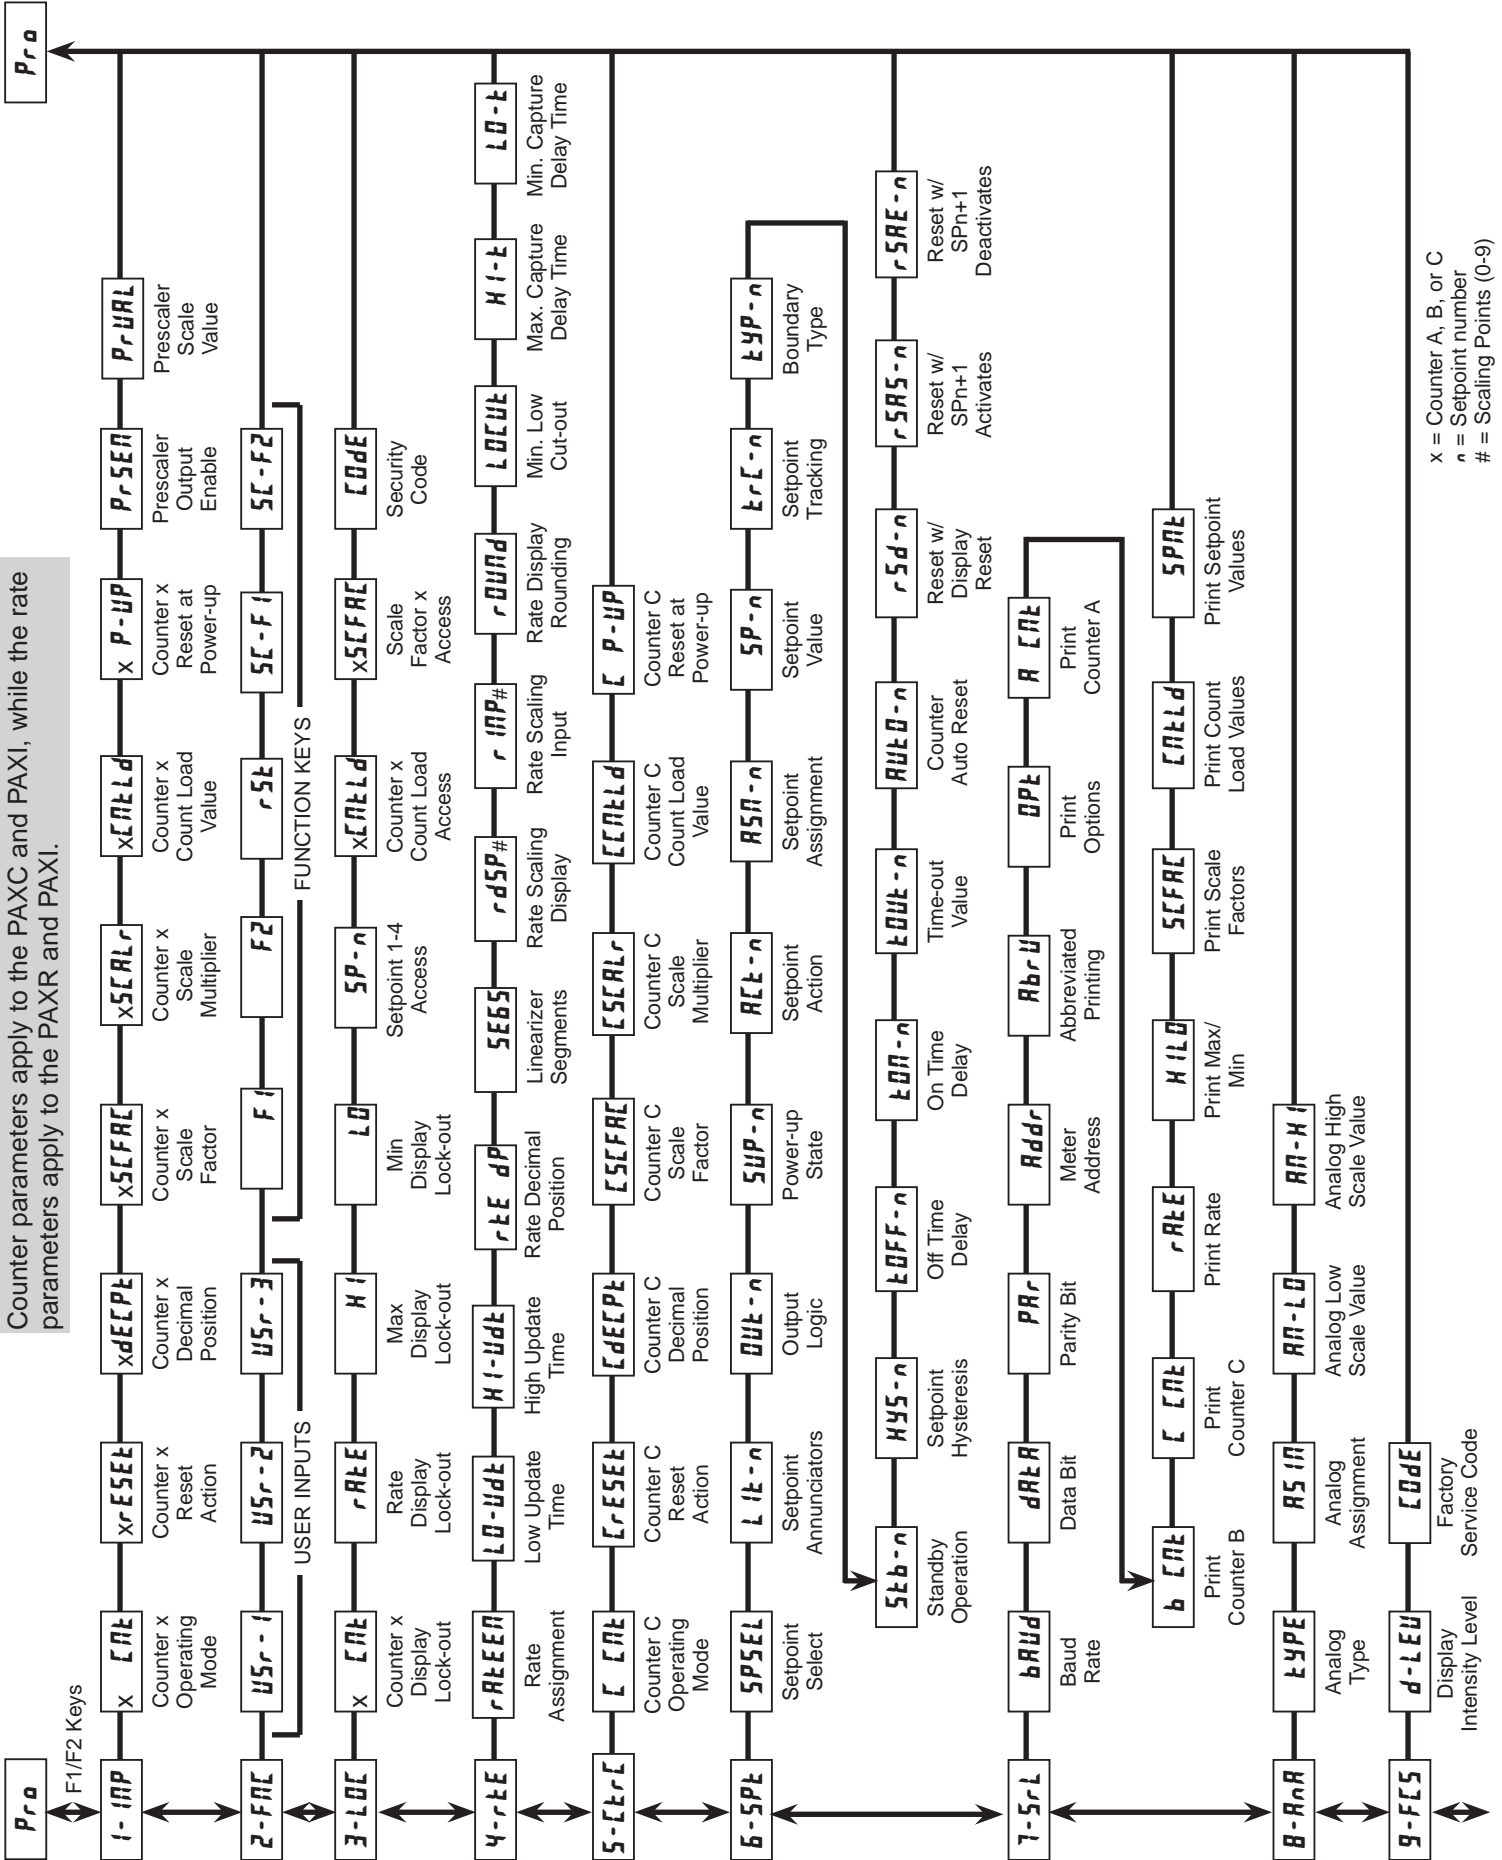 Counter parameters apply to the PAXC and PAXI, while the rate
parameters apply to the PAXR and PAXI.
Pro
Pro
F1/F2 Keys
1-INP
x CNt
Counter x
Operating
Mode
xrESEt
Counter x
Reset
Action
xdECPt
Counter x
Decimal
Position
xSCFAC
Counter x
Scale
Factor
xSCALr
Counter x
Scale
Multiplier
xCNtLd
Counter x
Count Load
Value
x P-UP
Counter x
Reset at
Power-up
PrSEN
Prescaler
Output
Enable
PrVAL
Prescaler
Scale
Value
2-FNC
USr-1
USr-2
USr-3
USER INPUTS
F1
F2
rSt
SC-F1
SC-F2
FUNCTION KEYS
3-LOC
x CNt
Counter x
Display
Lock-out
rAtE
Rate
Display
Lock-out
HI
Max
Display
Lock-out
LO
Min
Display
Lock-out
SP-n
Setpoint 1-4
Access
xCNtLd
Counter x
Count Load
Access
xSCFAC
Scale
Factor x
Access
COdE
Security
Code
4-rtE
rAtEEN
Rate
Assignment
LO-Udt
Low Update
Time
HI-Udt
High Update
Time
rtE dP
Rate Decimal
Position
SEGS
Linearizer
Segments
rdSP#
Rate Scaling
Display
rINP#
Rate Scaling
Input
rOUNd
Rate Display
Rounding
LOCUt
Min. Low
Cut-out
HI-t
Max. Capture
Delay Time
LO-t
Min. Capture
Delay Time
5-CtrC
C CNt
Counter C
Operating
Mode
CrESEt
Counter C
Reset
Action
CdECPt
Counter C
Decimal
Position
CSCFAC
Counter C
Scale
Factor
CSCALr
Counter C
Scale
Multiplier
CCNtLd
Counter C
Count Load
Value
C P-UP
Counter C
Reset at
Power-up
6-SPt
SPSEL
Setpoint
Select
LIt-n
Setpoint
Annunciators
OUt-n
Output
Logic
SUP-n
Power-up
State
ACt-n
Setpoint
Action
ASN-n
Setpoint
Assignment
SP-n
Setpoint
Value
trC-n
Setpoint
Tracking
tYP-n
Boundary
Type
Stb-n
Standby
Operation
HYS-n
Setpoint
Hysteresis
tOFF-n
Off Time
Delay
tON-n
On Time
Delay
tOUt-n
Time-out
Value
AUtO-n
Counter
Auto Reset
rSd-n
Reset w/
Display
Reset
rSAS-n
Reset w/
SPn+1
Activates
rSAE-n
Reset w/
SPn+1
Deactivates
7-SrL
bAUd
Baud
Rate
dAtA
Data Bit
PAr
Parity Bit
Addr
Meter
Address
AbrV
Abbreviated
Printing
OPt
Print
Options
A CNt
Print
Counter A
b CNt
Print
Counter B
C CNt
Print
Counter C
rAtE
Print Rate
HILO
Print Max/
Min
SCFAC
Print Scale
Factors
CNtLd
Print Count
Load Values
SPNt
Print Setpoint
Values
8-AnA
tYPE
Analog
Type
ASIN
Analog
Assignment
AN-LO
Analog Low
Scale Value
AN-HI
Analog High
Scale Value
9-FCS
d-LEV
Display
Intensity Level
COdE
Factory
Service Code
x = Counter A, B, or C
n = Setpoint number
# = Scaling Points (0-9)